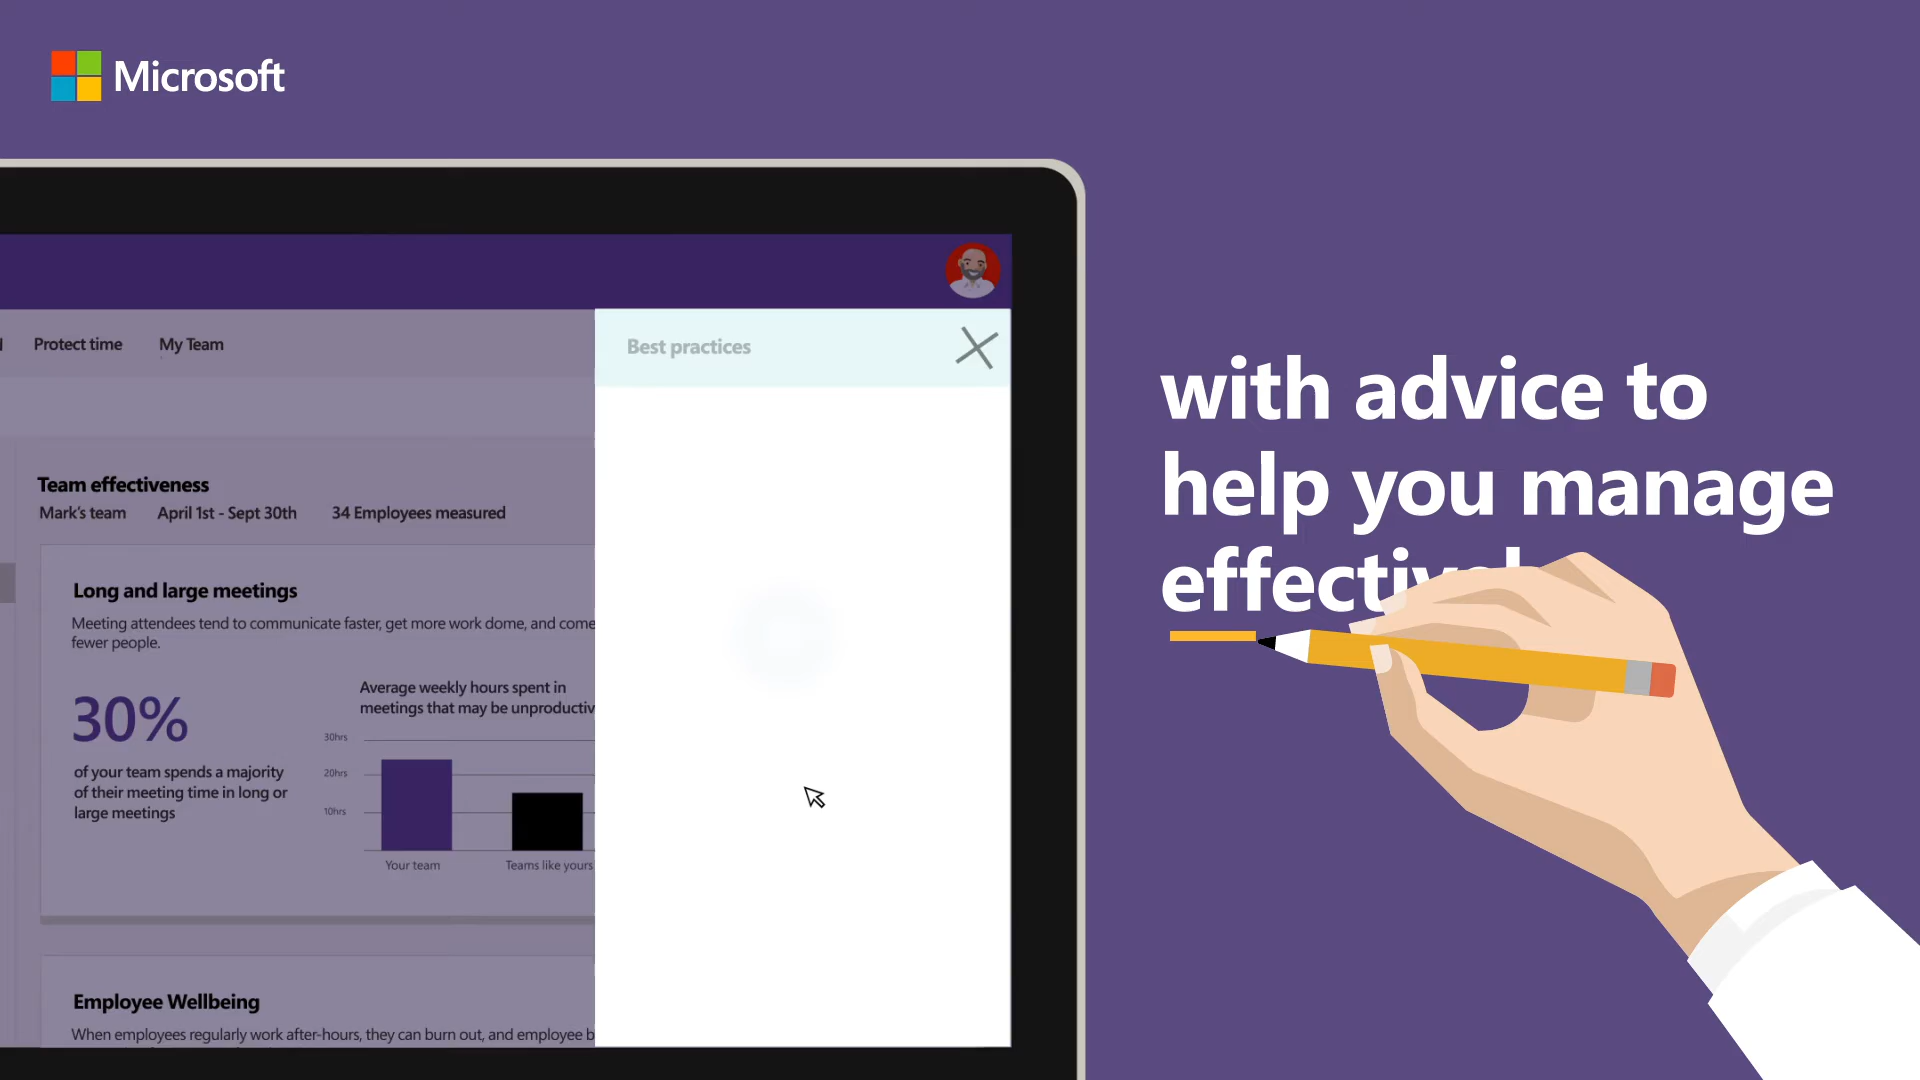 Microsoft
Protect time
My Team
Best practices
Team effectiveness
Mark's team
April 1st - Sept 30th
34 Employees measured
Long and large meetings
Meeting attendees tend to communicate faster, get more work dome, and come
fewer people.
30%
of your team spends a majority
of their meeting time in long or
large meetings
Average weekly hours spent in
meetings that may be unproductiv
30hrs
20hrs
10hrs
Your team
Teams like yours
Employee Wellbeing
When employees regularly work after-hours, they can burn out, and employee b
with advice to
help you manage